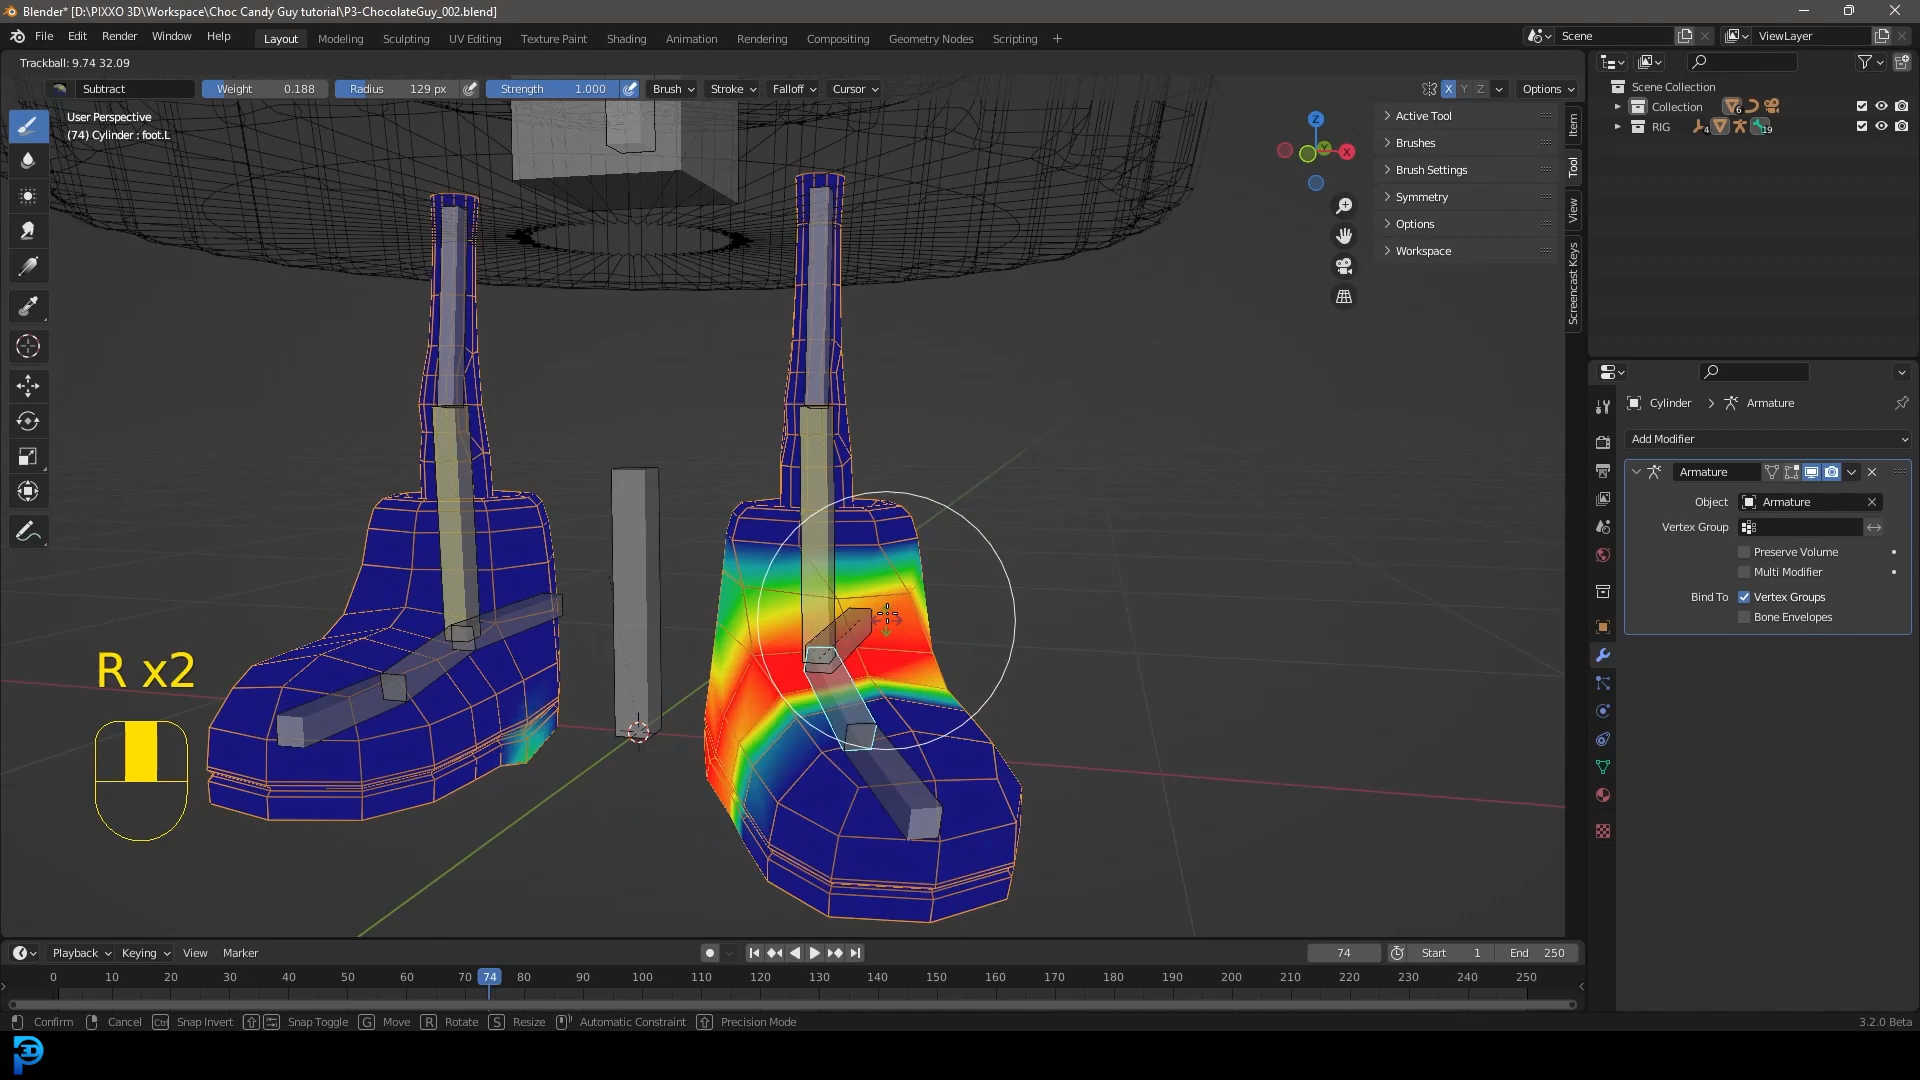 Blender* [D:\PIXXO 3D\Workspace\Choc Candy Guy tutorial\P3-ChocolateGuy_002.blend]
File Edit Render Window Help Layout Modeling Sculpting UV Editing Texture Paint Shading Animation Rendering Compositing Geometry Nodes Scripting + Scene ViewLayer
Trackball: 9.74 32.09
Subtract Weight 0.188 Radius 129 px Strength 1.000 Brush Stroke Falloff Cursor X Y Z Options
User Perspective
(74) Cylinder : foot.L
Z
Y
X
Active Tool
Brushes
Brush Settings
Symmetry
Options
Workspace
Item
Tool
View
Screencast Keys
Scene Collection
Collection 6
RIG 4 19
Cylinder > Armature
Add Modifier
Armature
Object Armature
Vertex Group
Preserve Volume
Multi Modifier
Bind To Vertex Groups
Bone Envelopes
R x2
Playback Keying View Marker 74 Start 1 End 250
0 10 20 30 40 50 60 70 74 80 90 100 110 120 130 140 150 160 170 180 190 200 210 220 230 240 250
Confirm Cancel Ctrl Snap Invert Snap Toggle G Move R Rotate S Resize Automatic Constraint Precision Mode 3.2.0 Beta
3D